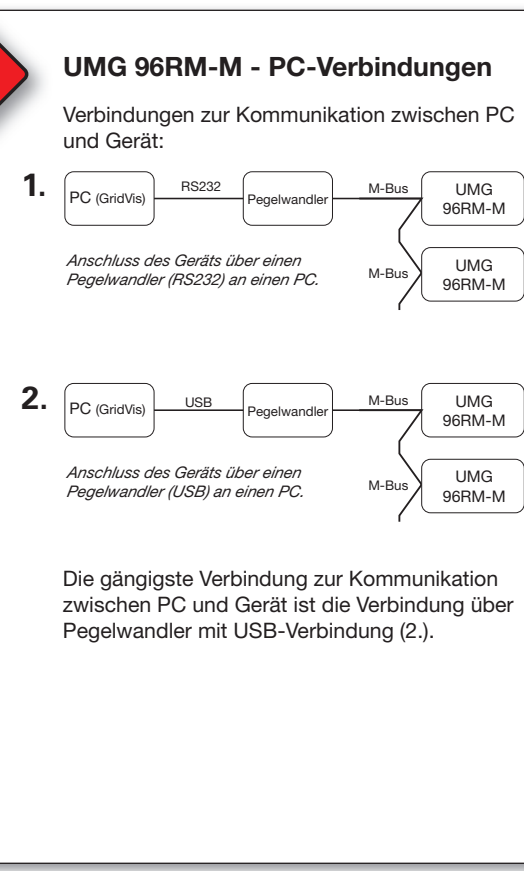 UMG 96RM-M - PC-Verbindungen
Verbindungen zur Kommunikation zwischen PC
und Gerät:
1.
PC (GridVis)
RS232
Pegelwandler
M-Bus
UMG
96RM-M
Anschluss des Geräts über einen
Pegelwandler (RS232) an einen PC.
M-Bus
UMG
96RM-M
2.
PC (GridVis)
USB
Pegelwandler
M-Bus
UMG
96RM-M
Anschluss des Geräts über einen
Pegelwandler (USB) an einen PC.
M-Bus
UMG
96RM-M
Die gängigste Verbindung zur Kommunikation
zwischen PC und Gerät ist die Verbindung über
Pegelwandler mit USB-Verbindung (2.).